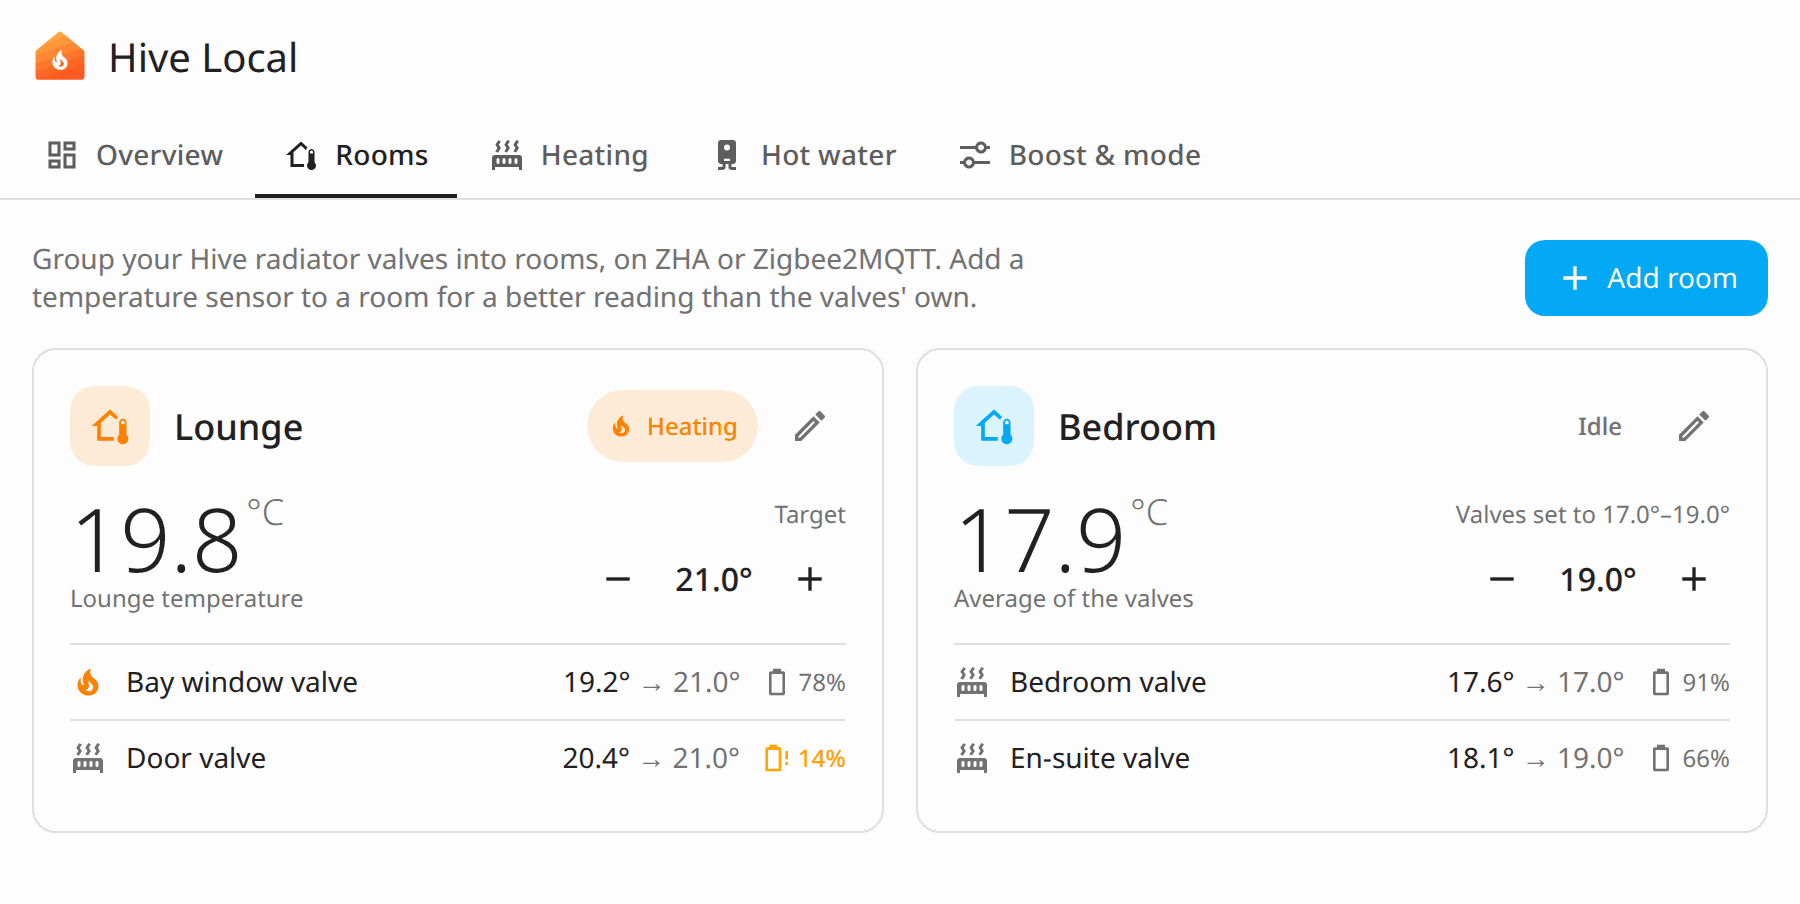 Hive Local
Overview
Rooms
Heating
Hot water
Boost & mode
Group your Hive radiator valves into rooms, on ZHA or Zigbee2MQTT. Add a
temperature sensor to a room for a better reading than the valves' own.
+ Add room
Lounge
Heating
19.8 °C
Target
− 21.0° +
Lounge temperature
Bay window valve 19.2° → 21.0° 78%
Door valve 20.4° → 21.0° 14%
Bedroom
Idle
17.9 °C
Valves set to 17.0°–19.0°
− 19.0° +
Average of the valves
Bedroom valve 17.6° → 17.0° 91%
En-suite valve 18.1° → 19.0° 66%